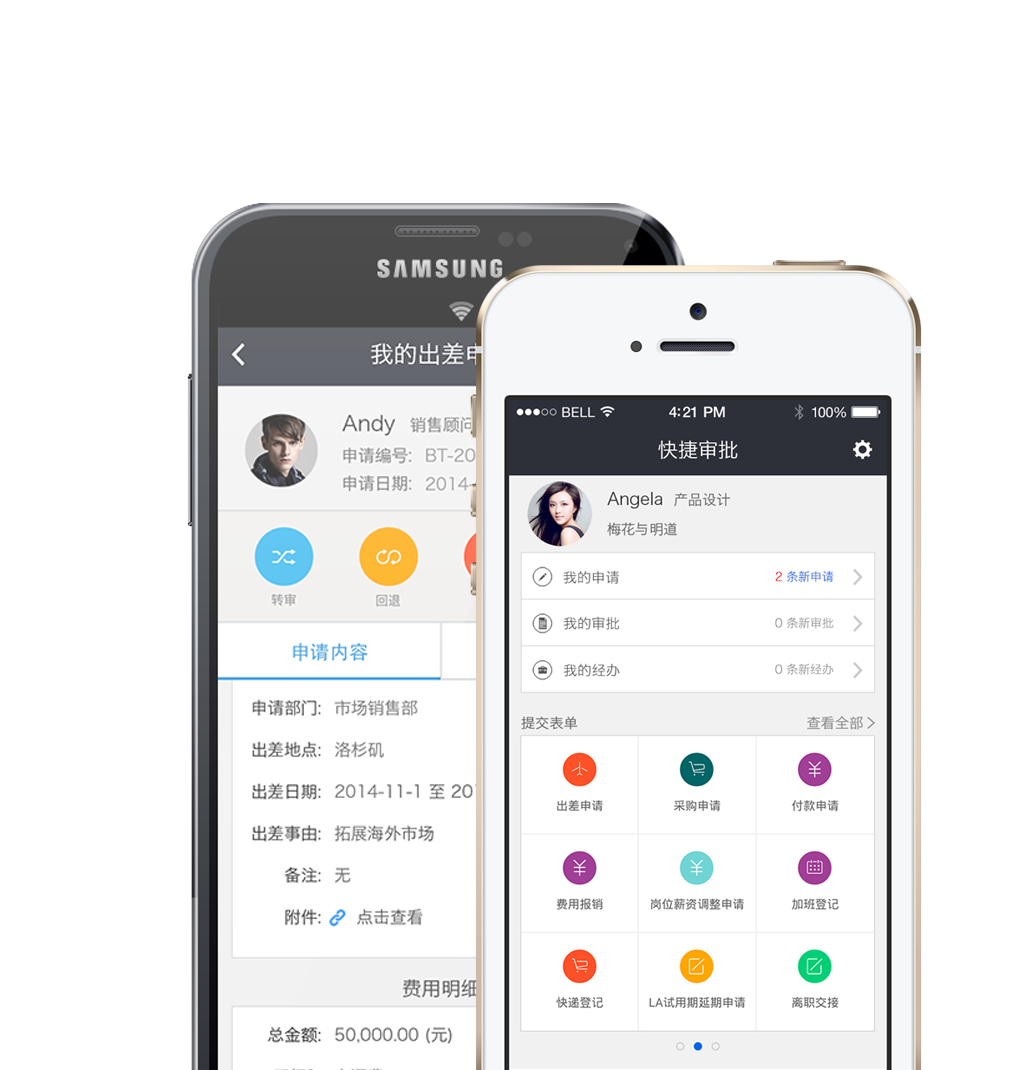 SAMSUNG
我的出差申
Andy 销售顾问
申请编号: BT-20
申请日期: 2014-
转审
回退
申请内容
申请部门: 市场销售部
出差地点: 洛杉矶
出差日期: 2014-11-1 至 20
出差事由: 拓展海外市场
备注: 无
附件: 点击查看
费用明细
总金额: 50,000.00 (元)
BELL 4:21 PM 100%
快捷审批
Angela 产品设计
梅花与明道
我的申请 2 条新申请
我的审批 0 条新审批
我的经办 0 条新经办
提交表单 查看全部
出差申请 采购申请 付款申请
费用报销 岗位薪资调整申请 加班登记
快递登记 LA试用期延期申请 离职交接